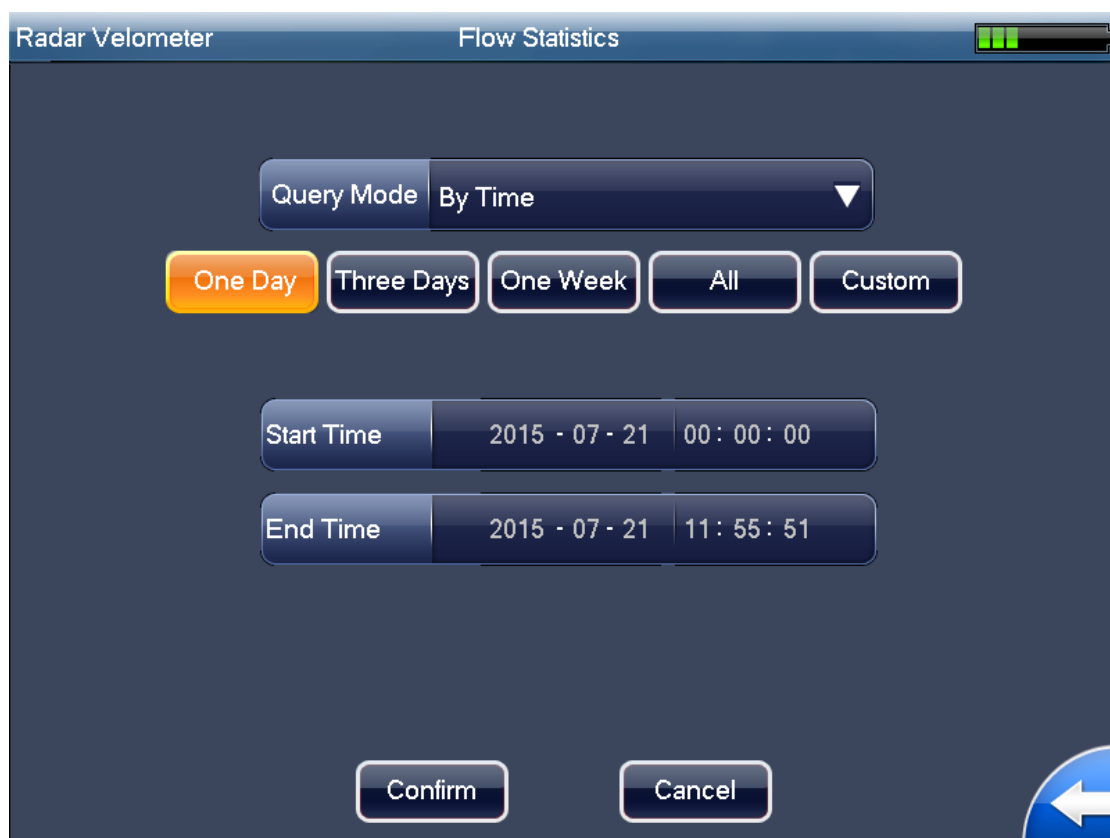 Radar Velometer Flow Statistics
Query Mode By Time
One Day Three Days One Week All Custom
Start Time 2015 - 07 - 21 00 : 00 : 00
End Time 2015 - 07 - 21 11 : 55 : 51
Confirm Cancel